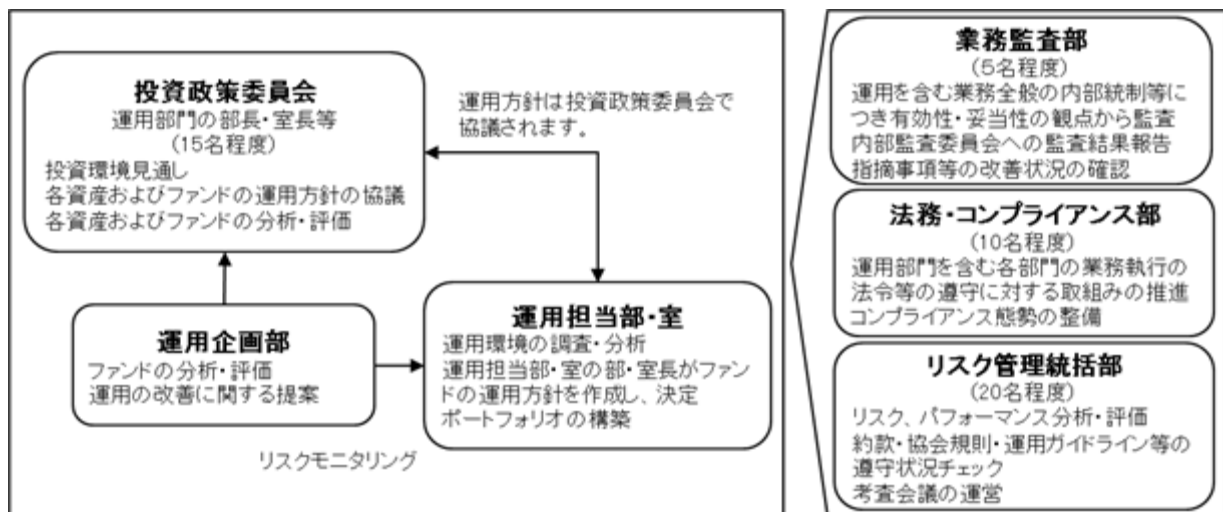 投資政策委員会
運用部門の部長・室長等
(15名程度)
投資環境見通し
各資産およびファンドの運用方針の協議
各資産およびファンドの分析・評価
運用方針は投資政策委員会で
協議されます。
運用企画部
ファンドの分析・評価
運用の改善に関する提案
運用担当部・室
運用環境の調査・分析
運用担当部・室の部・室長がファン
ドの運用方針を作成し、決定
ポートフォリオの構築
リスクモニタリング
業務監査部
(5名程度)
運用を含む業務全般の内部統制等に
つき有効性・妥当性の観点から監査
内部監査委員会への監査結果報告
指摘事項等の改善状況の確認
法務・コンプライアンス部
(10名程度)
運用部門を含む各部門の業務執行の
法令等の遵守に対する取組みの推進
コンプライアンス態勢の整備
リスク管理統括部
(20名程度)
リスク、パフォーマンス分析・評価
約款・協会規則・運用ガイドライン等の
遵守状況チェック
考査会議の運営